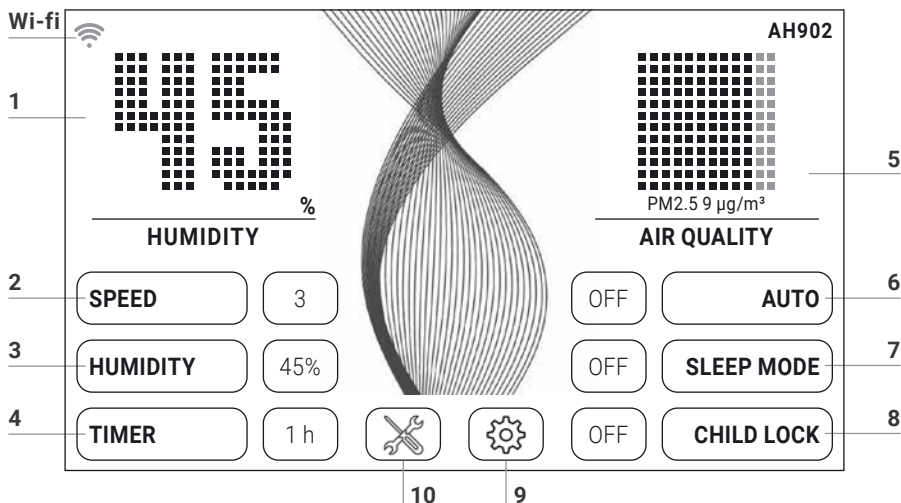 Wi-fi
AH902
1
45
%
HUMIDITY
5
PM2.5 9 µg/m³
AIR QUALITY
2
SPEED
3
OFF
AUTO
6
3
HUMIDITY
45%
OFF
SLEEP MODE
7
4
TIMER
1 h
OFF
CHILD LOCK
8
10
9